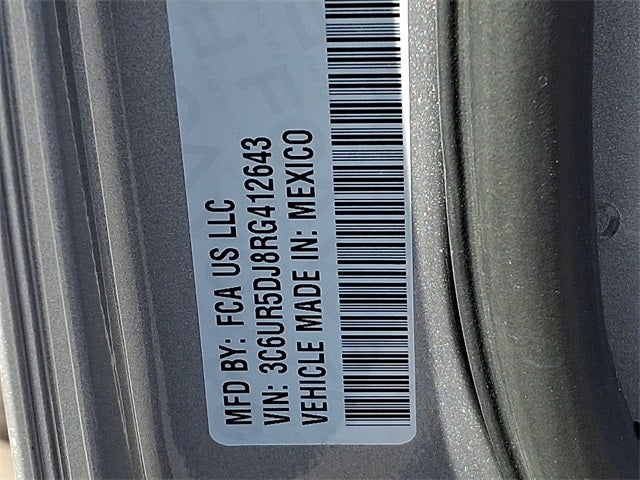 MFD BY: FCA US LLC
VIN: 3C6UR5DJ8RG412643
VEHICLE MADE IN: MEXICO